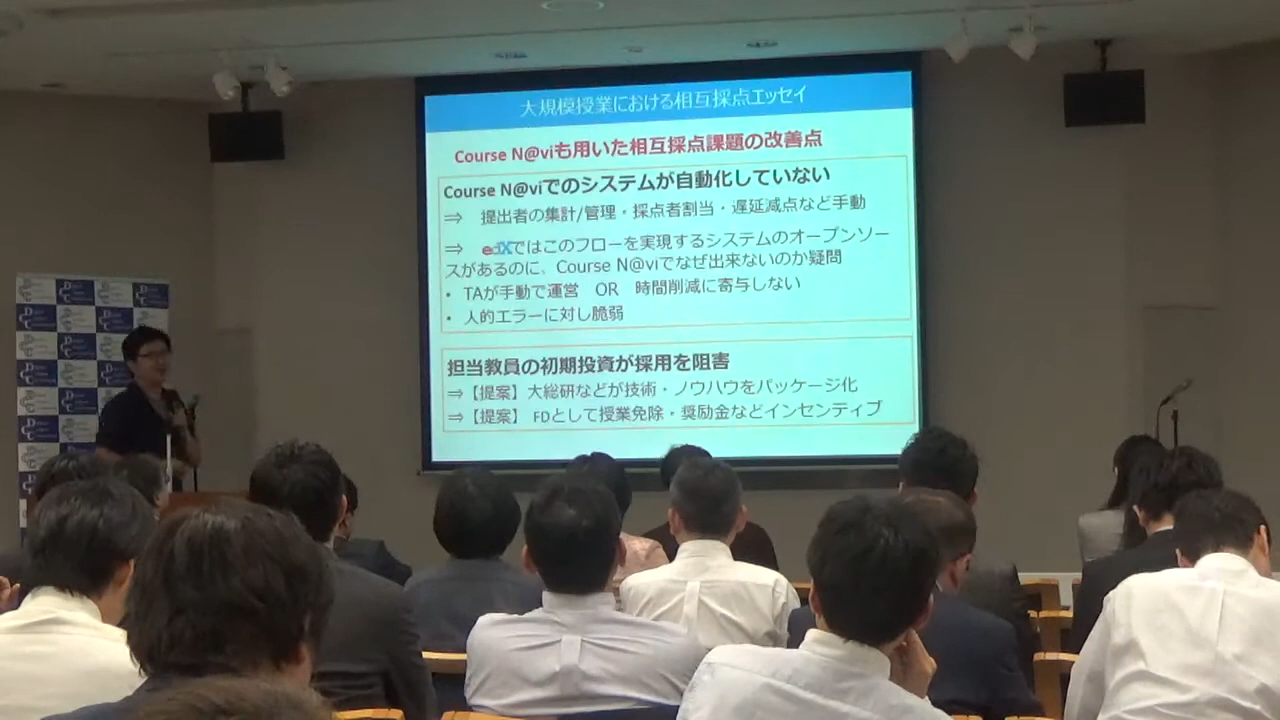 大規模授業における相互採点エッセイ
Course N@viも用いた相互採点課題の改善点
Course N@viでのシステムが自動化していない
⇒ 提出者の集計/管理・採点者割当・遅延減点など手動
⇒ edXではこのフローを実現するシステムのオープンソー
スがあるのに、Course N@viでなぜ出来ないのか疑問
• TAが手動で運営 OR 時間削減に寄与しない
• 人的エラーに対し脆弱
担当教員の初期投資が採用を阻害
⇒【提案】大総研などが技術・ノウハウをパッケージ化
⇒【提案】 FDとして授業免除・奨励金などインセンティブ